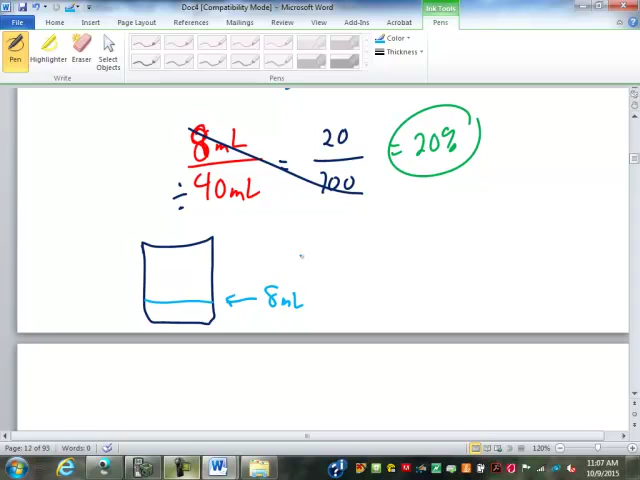 Doc4 [Compatibility Mode] - Microsoft Word
Ink Tools
File Home Insert Page Layout References Mailings Review View Add-Ins Acrobat Pens
Pen Highlighter Eraser Select Objects
Color
Thickness
Write Pens
8mL / 40mL = 20 / 100 = 20%
÷
← 8mL
Page: 12 of 93 Words: 0 120%
11:07 AM
10/9/2015